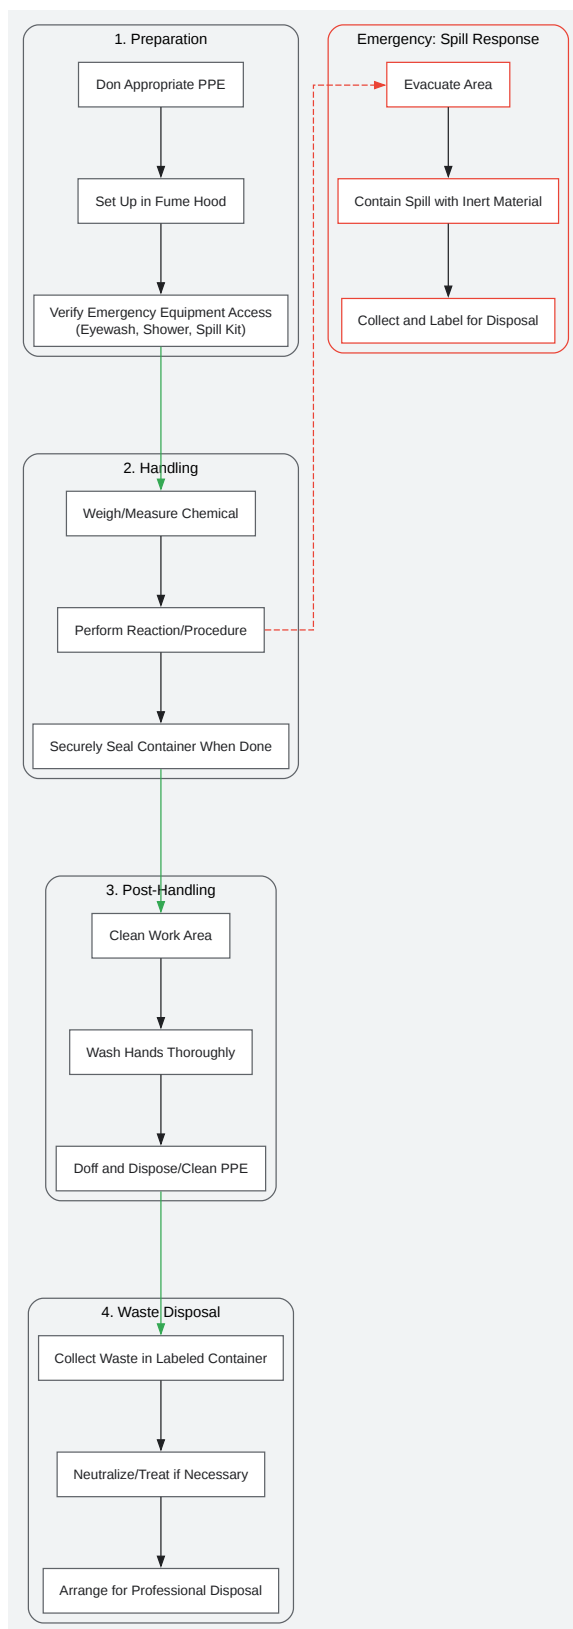 1. Preparation
Don Appropriate PPE
Set Up in Fume Hood
Verify Emergency Equipment Access
(Eyewash, Shower, Spill Kit)
Emergency: Spill Response
Evacuate Area
Contain Spill with Inert Material
Collect and Label for Disposal
2. Handling
Weigh/Measure Chemical
Perform Reaction/Procedure
Securely Seal Container When Done
3. Post-Handling
Clean Work Area
Wash Hands Thoroughly
Doff and Dispose/Clean PPE
4. Waste Disposal
Collect Waste in Labeled Container
Neutralize/Treat if Necessary
Arrange for Professional Disposal